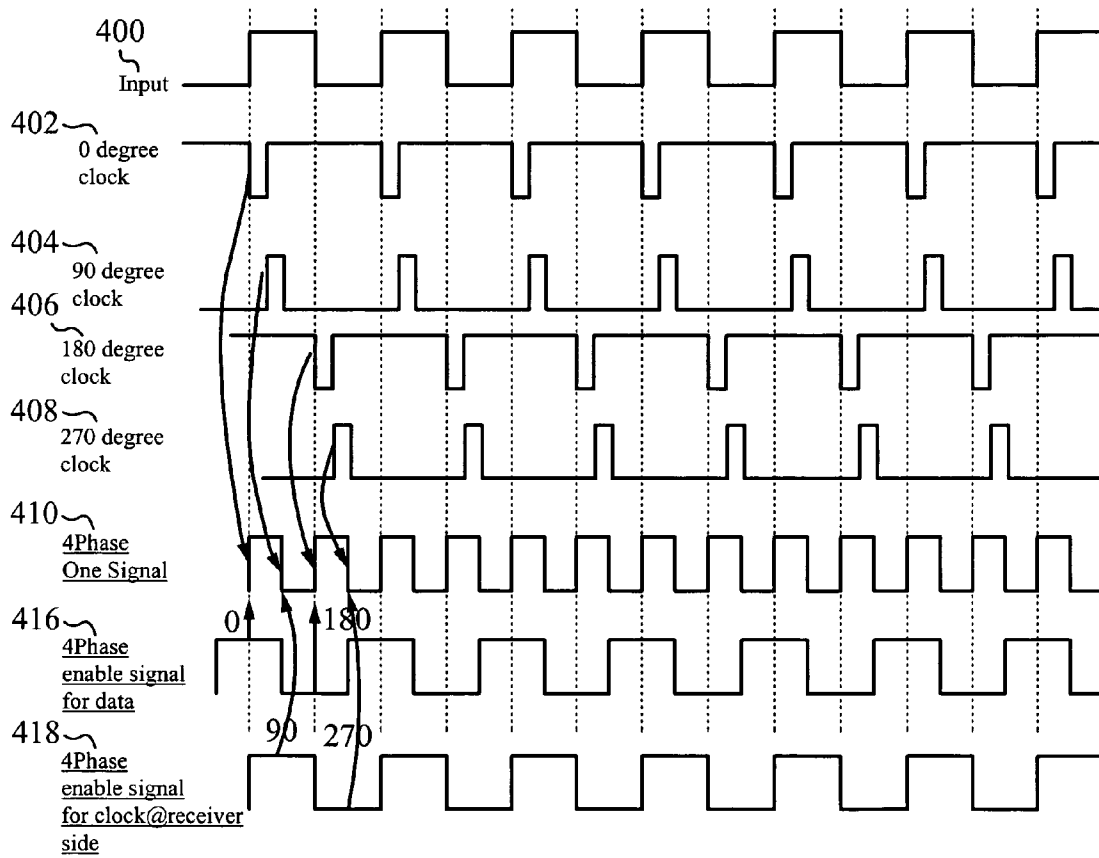 400
Input
402
0 degree
clock
404
90 degree
clock
406
180 degree
clock
408
270 degree
clock
410
4Phase
One Signal
0
180
416
4Phase
enable signal
for data
90
270
418
4Phase
enable signal
for clock@receiver
side